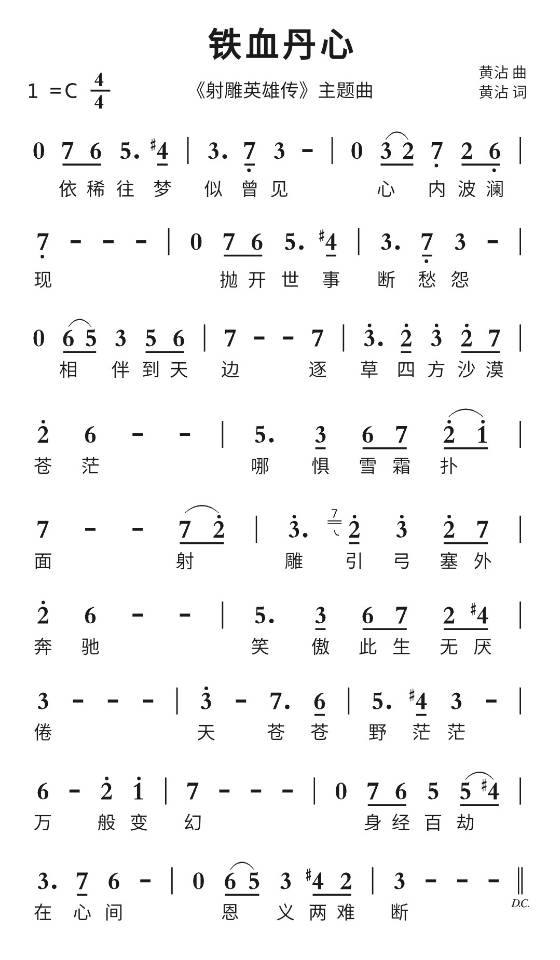 铁血丹心
1 =C 4/4
《射雕英雄传》主题曲
黄沾 曲
黄沾 词
0 7 6 5. #4 | 3. 7̣ 3 - | 0 3 2 7̣ 2 6̣ |
依 稀 往 梦 似 曾 见 心 内 波 澜
7̣ - - - | 0 7 6 5. #4 | 3. 7̣ 3 - |
现 抛 开 世 事 断 愁 怨
0 6 5 3 5 6 | 7 - - 7 | 3̇. 2̇ 3̇ 2̇ 7 |
相 伴 到 天 边 逐 草 四 方 沙 漠
2̇ 6 - - | 5. 3 6 7 2̇ 1̇ |
苍 茫 哪 惧 雪 霜 扑
7 - - 7 2̇ | 3̇. 7 2̇ 3̇ 2̇ 7 |
面 射 雕 引 弓 塞 外
2̇ 6 - - | 5. 3 6 7 2 #4 |
奔 驰 笑 傲 此 生 无 厌
3 - - - | 3̇ - 7. 6 | 5. #4 3 - |
倦 天 苍 苍 野 茫 茫
6 - 2̇ 1̇ | 7 - - - | 0 7 6 5 5 #4 |
万 般 变 幻 身 经 百 劫
3. 7 6 - | 0 6 5 3 #4 2 | 3 - - - ‖
在 心 间 恩 义 两 难 断
D.C.